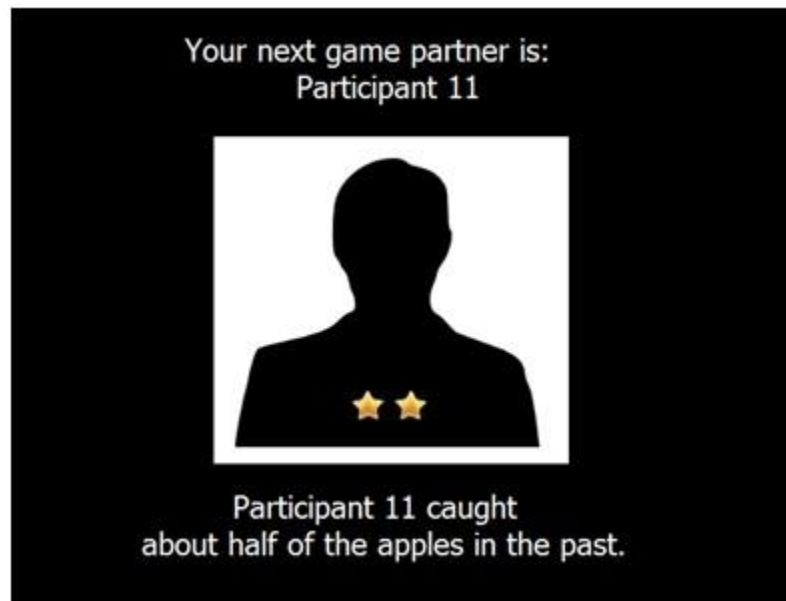 Your next game partner is:
Participant 11
Participant 11 caught
about half of the apples in the past.